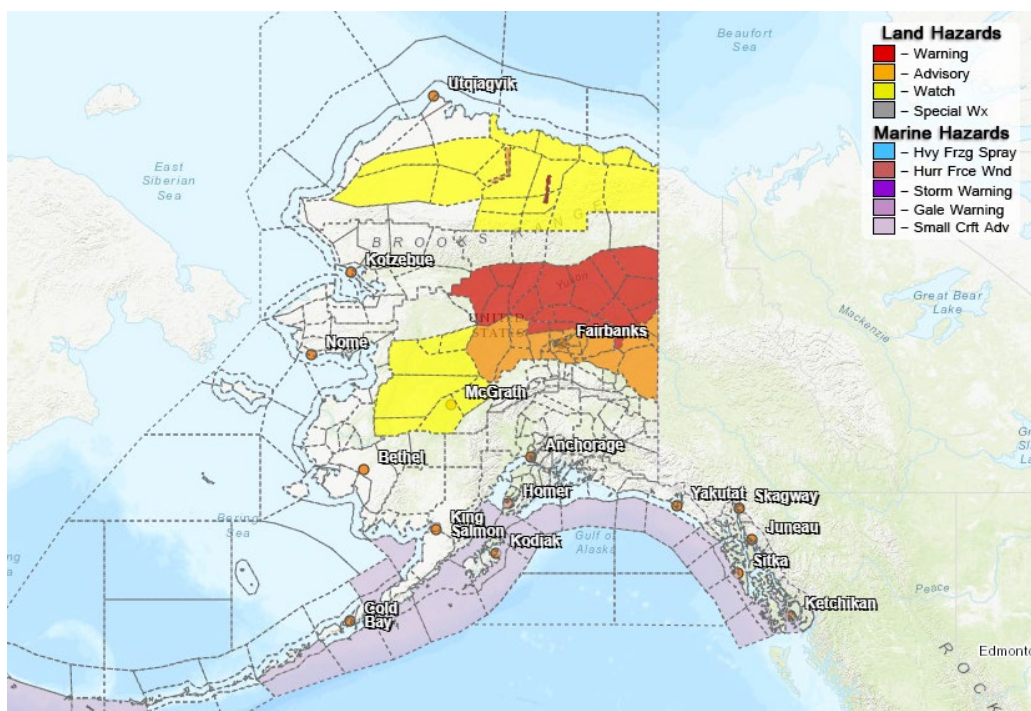 Beaufort
Sea
Land Hazards
– Warning
– Advisory
– Watch
– Special Wx
Marine Hazards
– Hvy Frzg Spray
– Hurr Frce Wnd
– Storm Warning
– Gale Warning
– Small Crft Adv
Utqiagvik
East
Siberian Sea
BROOKS RANGE
Kotzebue
Yukon
Great Bear
Lake
Mackenzie
UNITED
STATES
Fairbanks
Nome
McGrath
Anchorage
Bethel
Homer
Yakutat
Skagway
King
Salmon
Bering
Sea
Kodiak
Gulf of
Alaska
Juneau
Sitka
Peace
Cold
Bay
Ketchikan
Edmont
ROCK